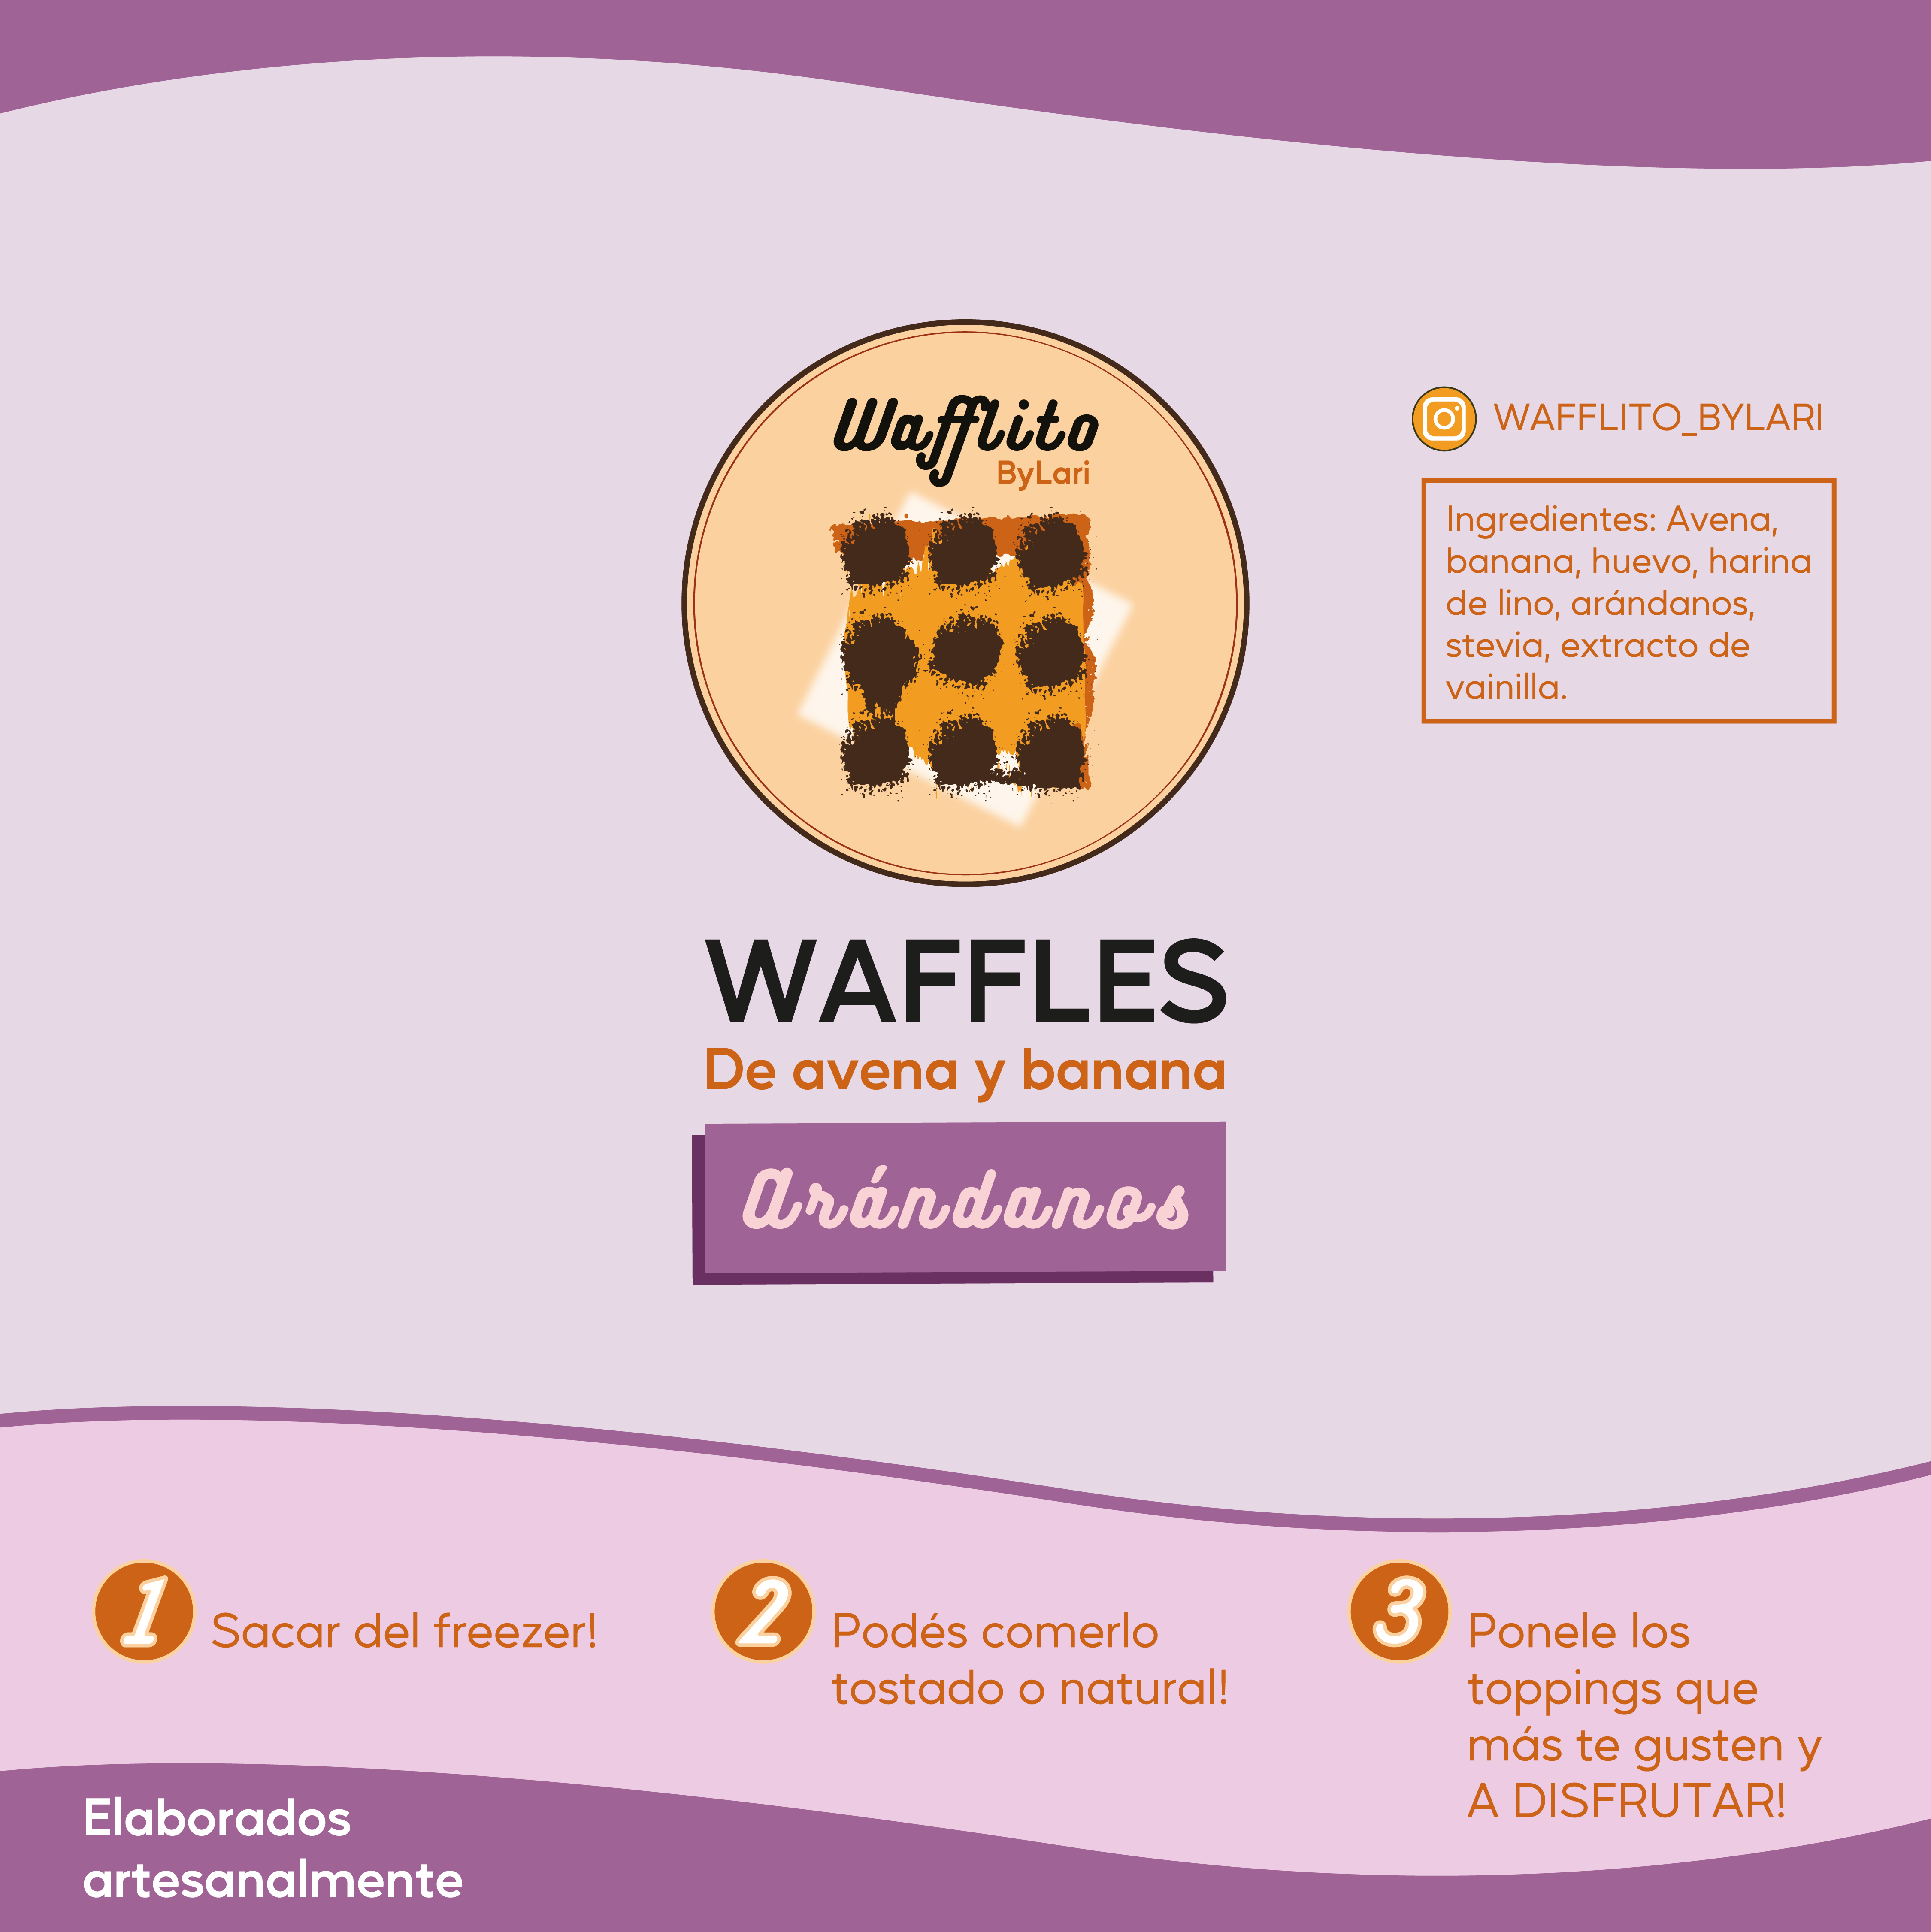 Wafflito
ByLari
WAFFLITO_BYLARI
Ingredientes: Avena,
banana, huevo, harina
de lino, arándanos,
stevia, extracto de
vainilla.
WAFFLES
De avena y banana
Arándanos
1
Sacar del freezer!
2
Podés comerlo
tostado o natural!
3
Ponele los
toppings que
más te gusten y
A DISFRUTAR!
Elaborados
artesanalmente